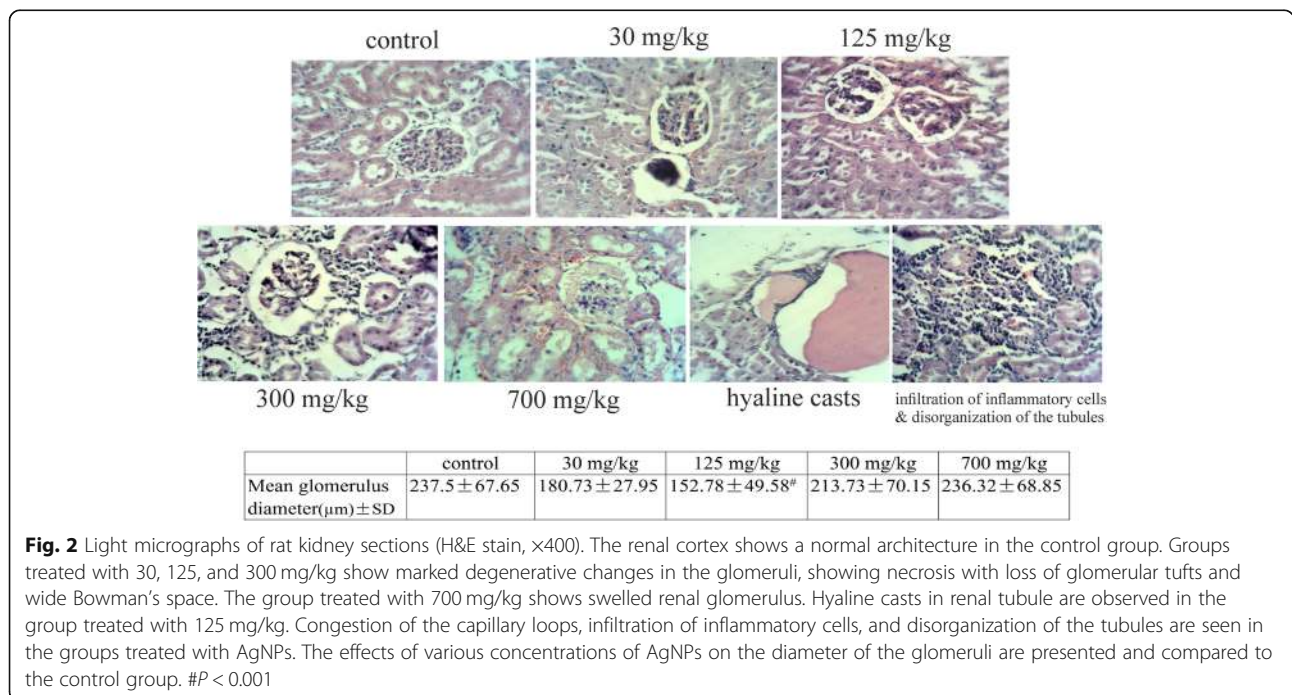 control
30 mg/kg
125 mg/kg
300 mg/kg
700 mg/kg
hyaline casts
infiltration of inflammatory cells
& disorganization of the tubules
control 30 mg/kg 125 mg/kg 300 mg/kg 700 mg/kg
Mean glomerulus 237.5±67.65 180.73±27.95 152.78±49.58# 213.73±70.15 236.32±68.85
diameter(μm)±SD
Fig. 2 Light micrographs of rat kidney sections (H&E stain, ×400). The renal cortex shows a normal architecture in the control group. Groups
treated with 30, 125, and 300 mg/kg show marked degenerative changes in the glomeruli, showing necrosis with loss of glomerular tufts and
wide Bowman's space. The group treated with 700 mg/kg shows swelled renal glomerulus. Hyaline casts in renal tubule are observed in the
group treated with 125 mg/kg. Congestion of the capillary loops, infiltration of inflammatory cells, and disorganization of the tubules are seen in
the groups treated with AgNPs. The effects of various concentrations of AgNPs on the diameter of the glomeruli are presented and compared to
the control group. #P < 0.001